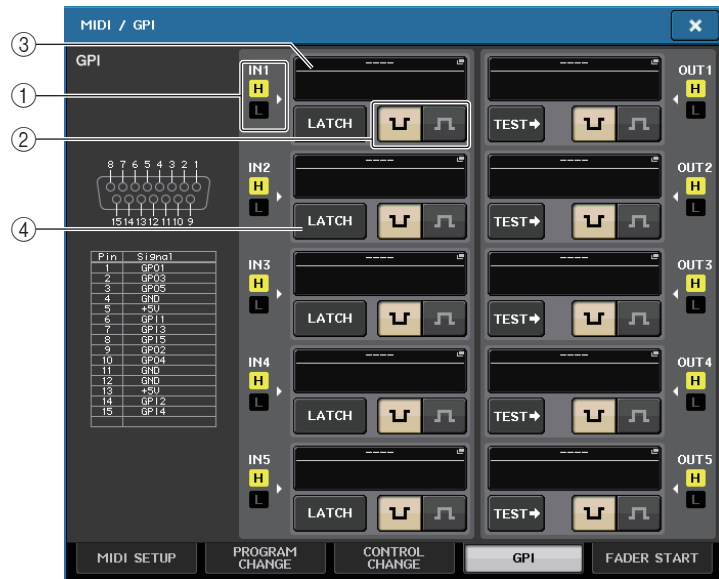 MIDI / GPI
GPI
8 7 6 5 4 3 2 1
15 14 13 12 11 10 9
Pin Signal
1 GPO1
2 GPO3
3 GPO5
4 GND
5 +5V
6 GPI1
7 GPI3
8 GPI5
9 GPO2
10 GPO4
11 GND
12 GND
13 +5V
14 GPI2
15 GPI4
③
①
②
④
IN1
H
L
----
LATCH
IN2
H
L
----
LATCH
IN3
H
L
----
LATCH
IN4
H
L
----
LATCH
IN5
H
L
----
LATCH
----
TEST→
OUT1
H
L
----
TEST→
OUT2
H
L
----
TEST→
OUT3
H
L
----
TEST→
OUT4
H
L
----
TEST→
OUT5
H
L
MIDI SETUP
PROGRAM
CHANGE
CONTROL
CHANGE
GPI
FADER START